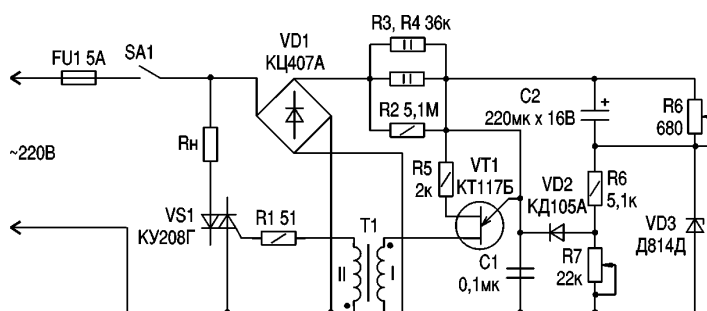 FU1 5А
SA1
VD1
КЦ407А
R3, R4 36к
R2 5,1М
C2
220мк x 16В
R6
680
~220В
Rн
R5
2к
VT1
КТ117Б
VD2
КД105А
R6
5,1к
VS1
КУ208Г
R1 51
T1
II
I
C1
0,1мк
R7
22к
VD3
Д814Д